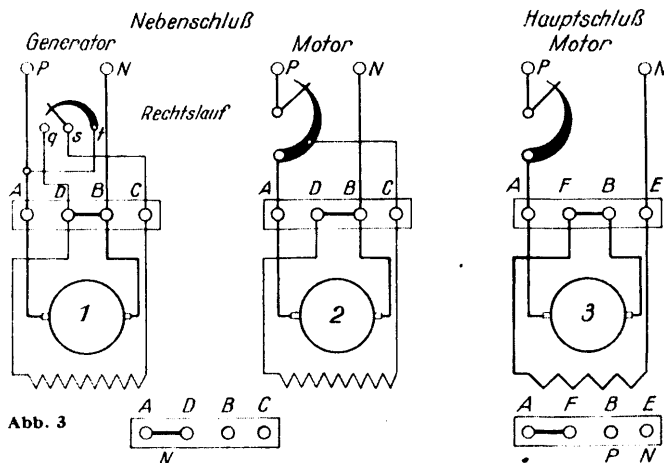 Nebenschluß
Generator
Motor
Hauptschluß
Motor
P N
P N
P N
Rechtslauf
q s t
A D B C
A D B C
A F B E
1
2
3
Abb. 3
A D B C
N
A F B E
P N